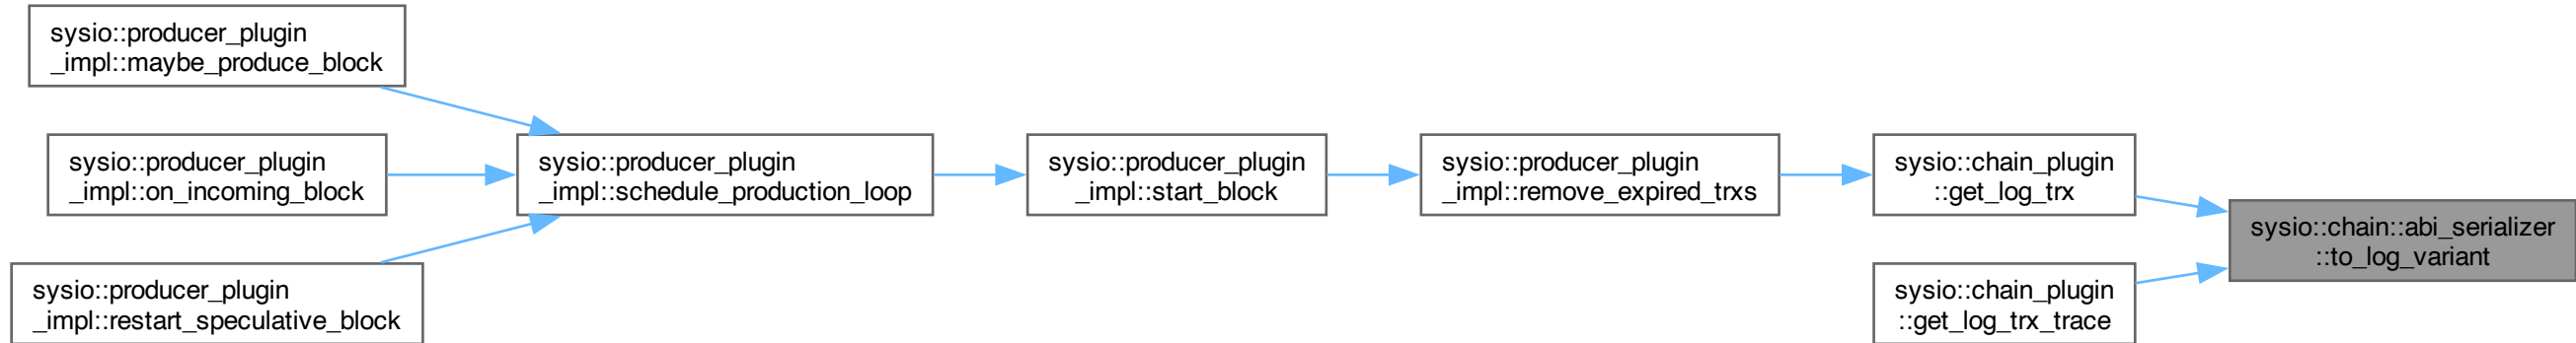 sysio::producer_plugin
_impl::maybe_produce_block
sysio::producer_plugin
_impl::on_incoming_block
sysio::producer_plugin
_impl::restart_speculative_block
sysio::producer_plugin
_impl::schedule_production_loop
sysio::producer_plugin
_impl::start_block
sysio::producer_plugin
_impl::remove_expired_trxs
sysio::chain_plugin
::get_log_trx
sysio::chain_plugin
::get_log_trx_trace
sysio::chain::abi_serializer
::to_log_variant